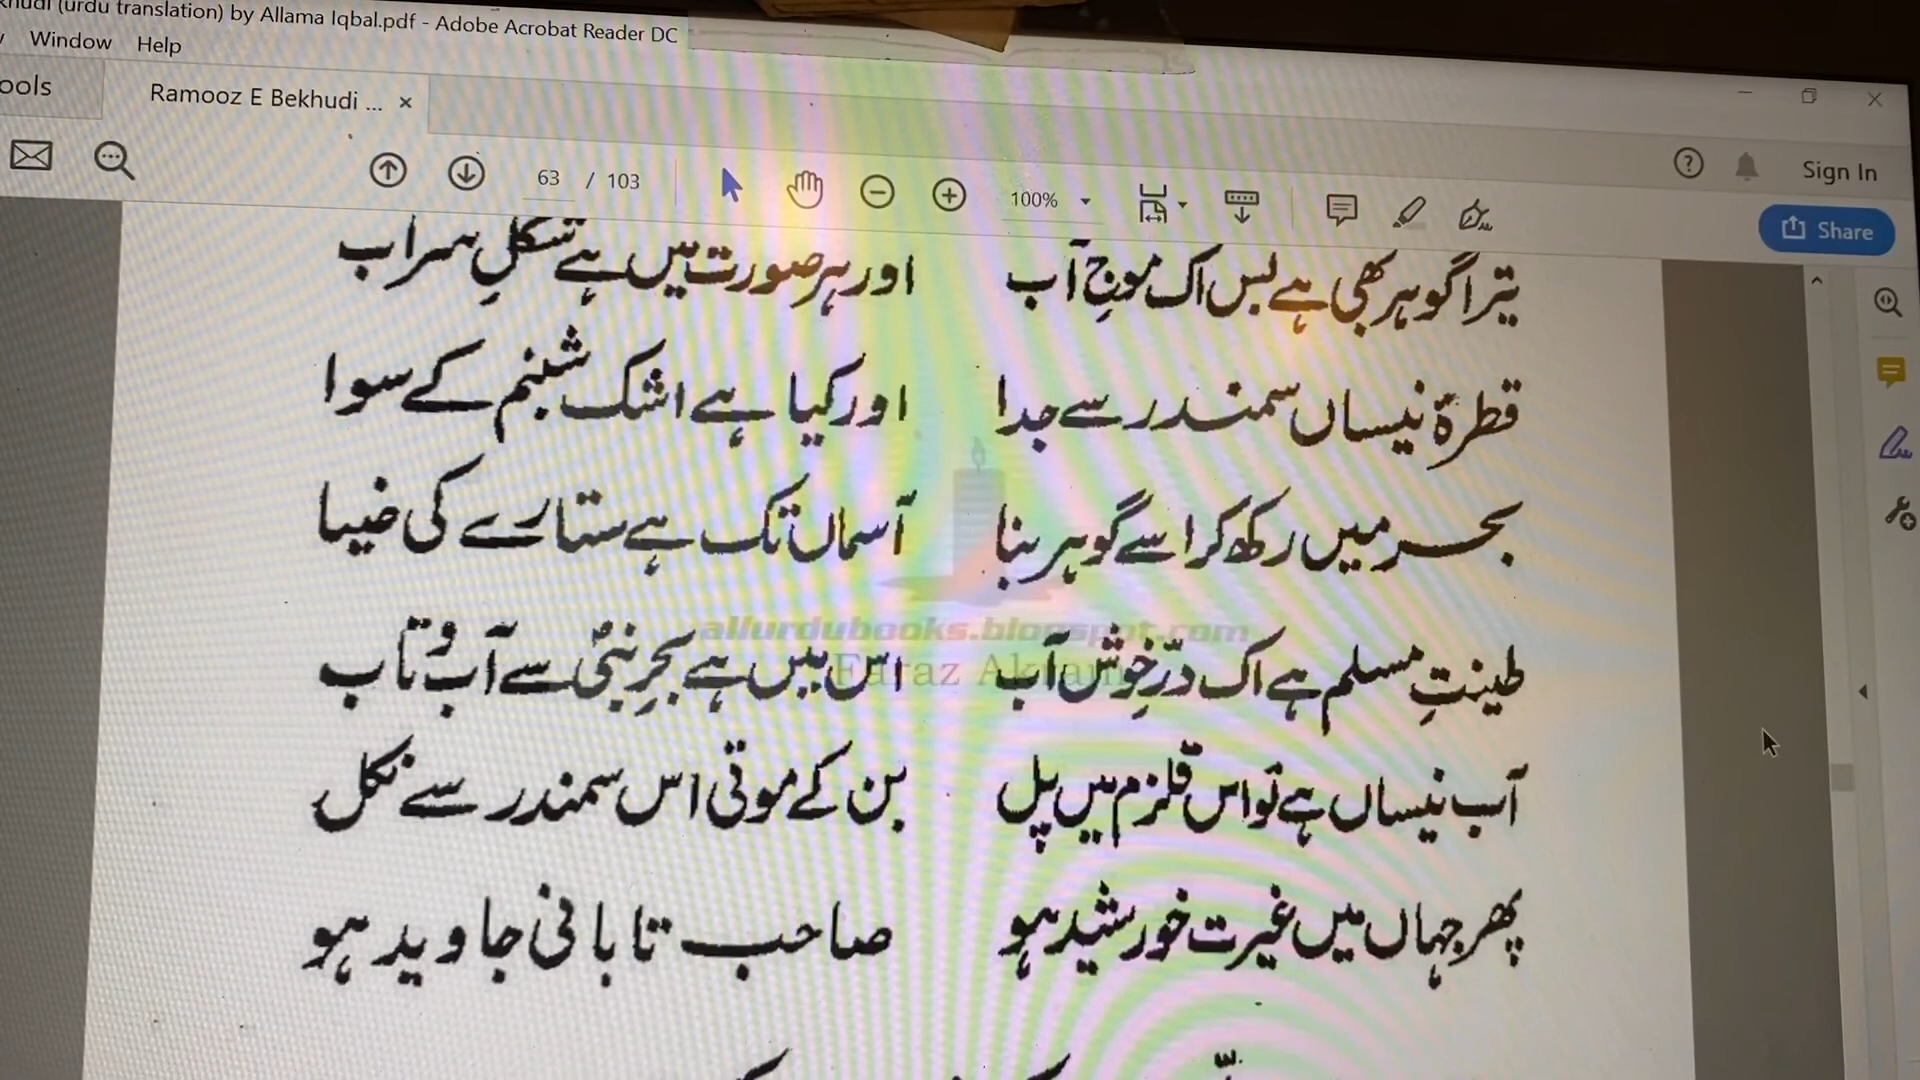 (urdu translation) by Allama Iqbal.pdf - Adobe Acrobat Reader DC
Window Help
ools Ramooz E Bekhudi ... ×
63 / 103 100% Sign In
Share
تیرا گوہر بھی ہے بس اک موجِ آب اور ہر صورت میں ہے شکلِ سراب
قطرۂ نیساں سمندر سے جدا اور کیا ہے اشک شبنم کے سوا
بحر میں رکھ کر اسے گوہر بنا آسماں تک ہے ستارے کی ضیا
allurdubooks.blogspot.com
طینتِ مسلم ہے اک درِّ خوش آب اس میں ہے بحرِ نبیؐ سے آب و تاب
Faraz Akram
آب نیساں ہے تو اس قلزم میں پل بن کے موتی اس سمندر سے نکل
پھر جہاں میں غیرت خورشید ہو صاحب تابانی جاوید ہو